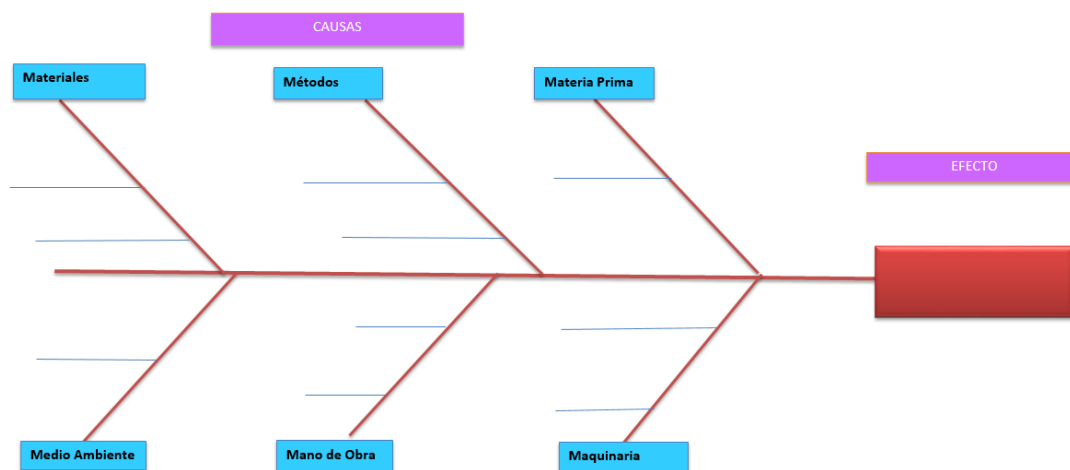 CAUSAS
Materiales
Métodos
Materia Prima
EFECTO
Medio Ambiente
Mano de Obra
Maquinaria